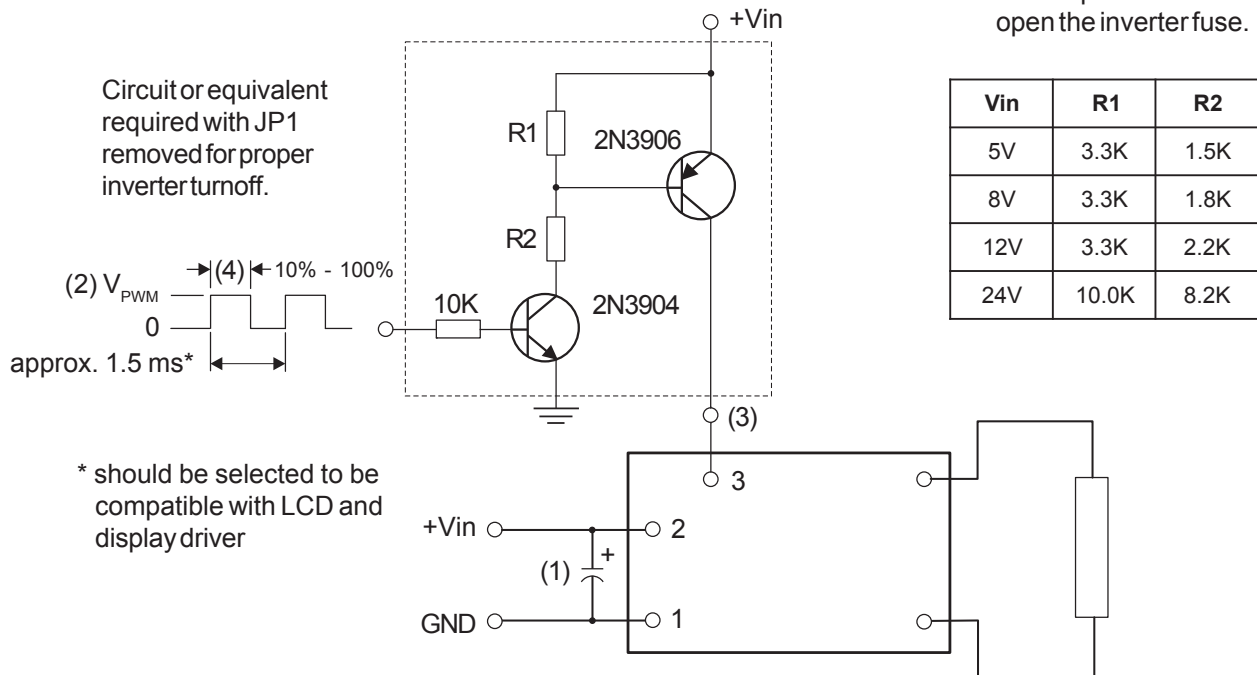 +Vin
open the inverter fuse.
Circuit or equivalent
required with JP1
removed for proper
inverter turnoff.
R1
2N3906
R2
(2) VPWM
(4)
10% - 100%
0
approx. 1.5 ms*
10K
2N3904
(3)
Vin R1 R2
5V 3.3K 1.5K
8V 3.3K 1.8K
12V 3.3K 2.2K
24V 10.0K 8.2K
* should be selected to be
compatible with LCD and
display driver
3
+Vin
2
(1)
+
GND
1